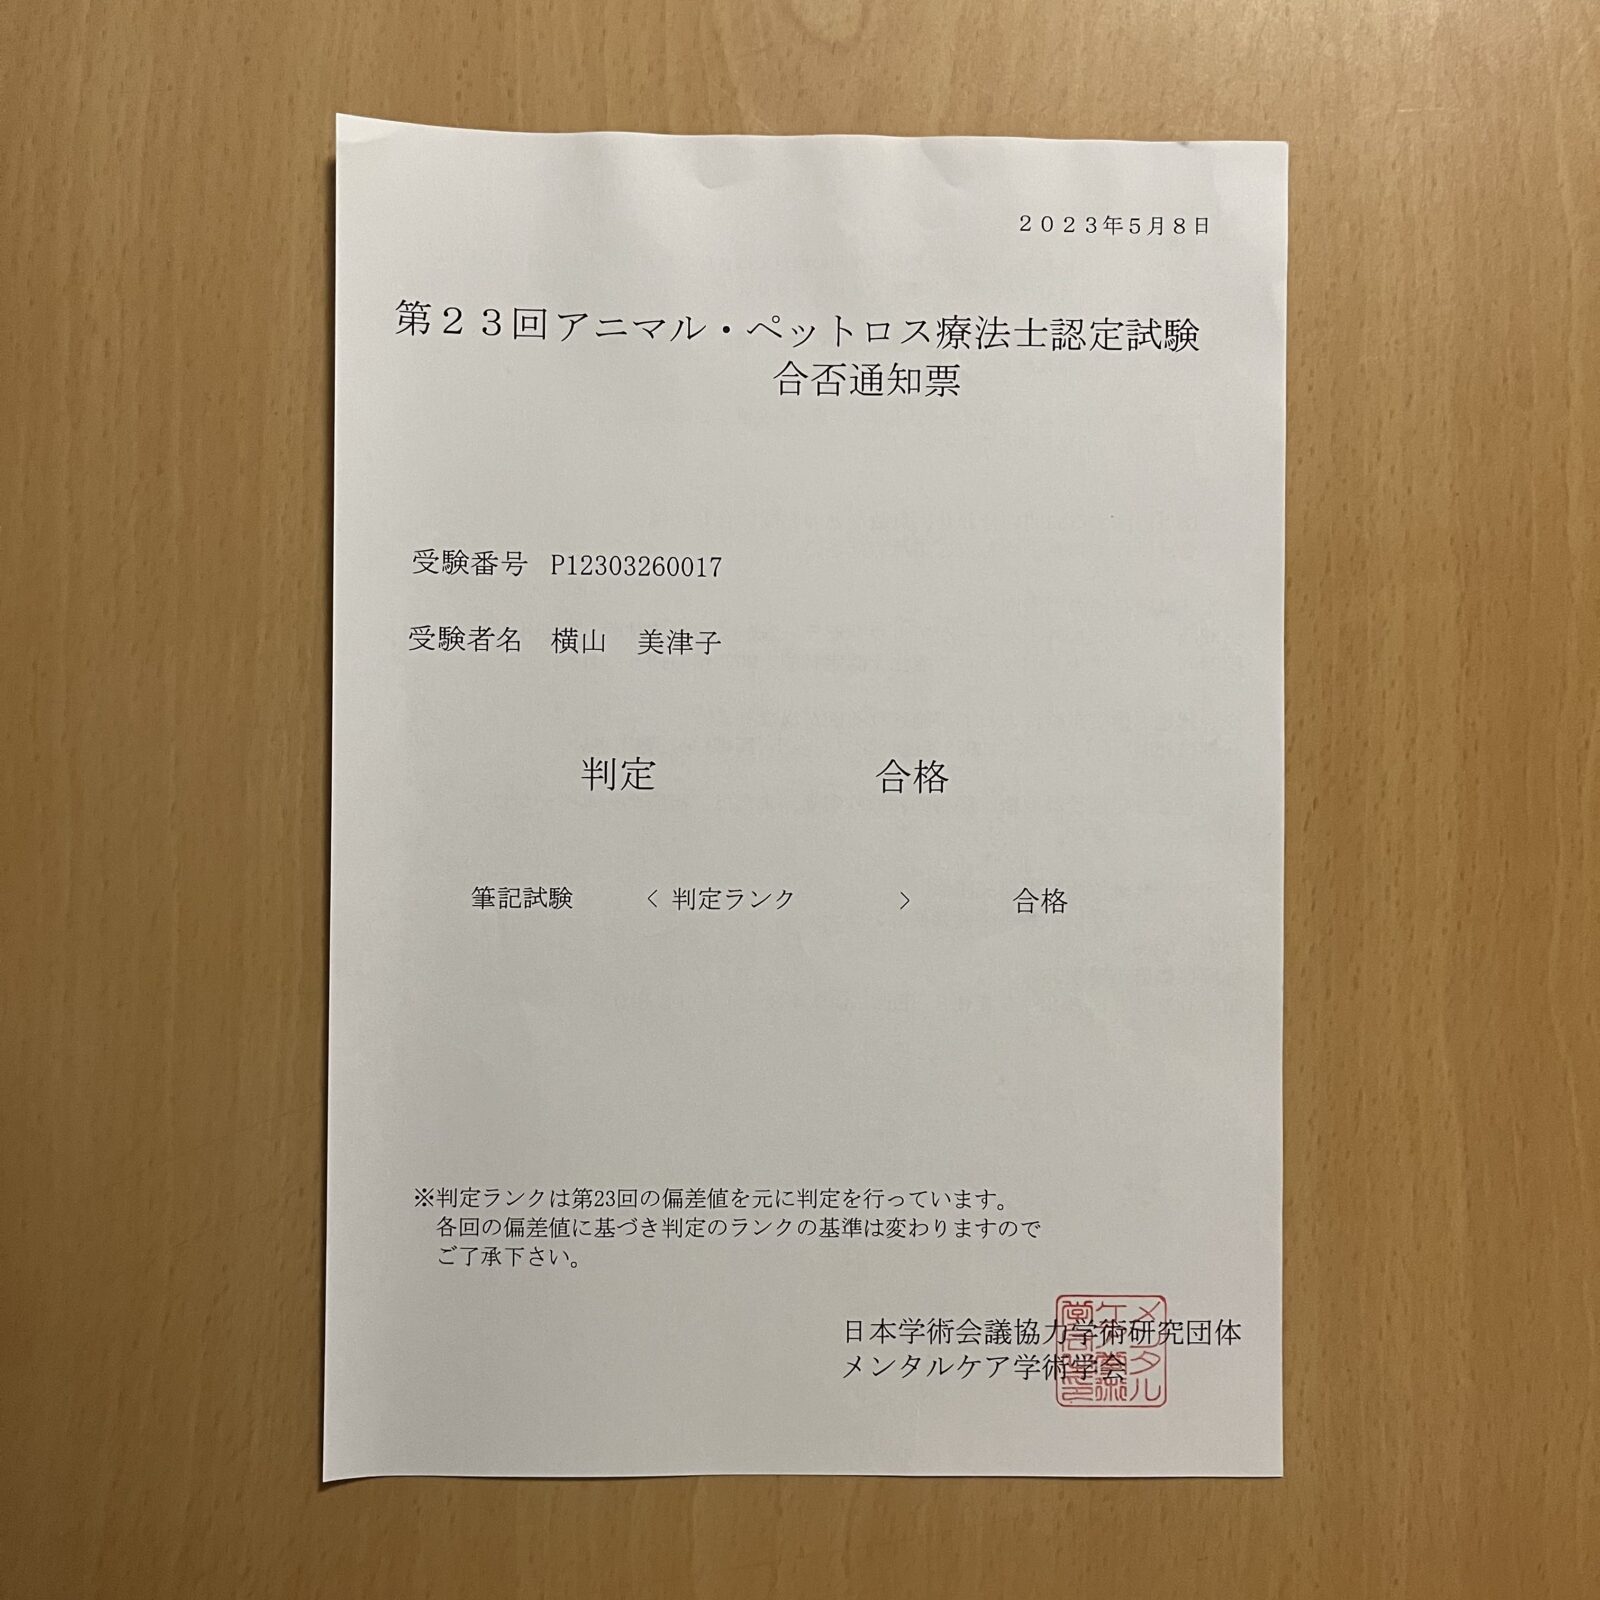 ２０２３年５月８日
第２３回アニマル・ペットロス療法士認定試験
合否通知票
受験番号 P12303260017
受験者名 横山 美津子
判定 合格
筆記試験 〈 判定ランク 〉 合格
※判定ランクは第23回の偏差値を元に判定を行っています。
各回の偏差値に基づき判定のランクの基準は変わりますので
ご了承下さい。
日本学術会議協力学術研究団体
メンタルケア学術学会